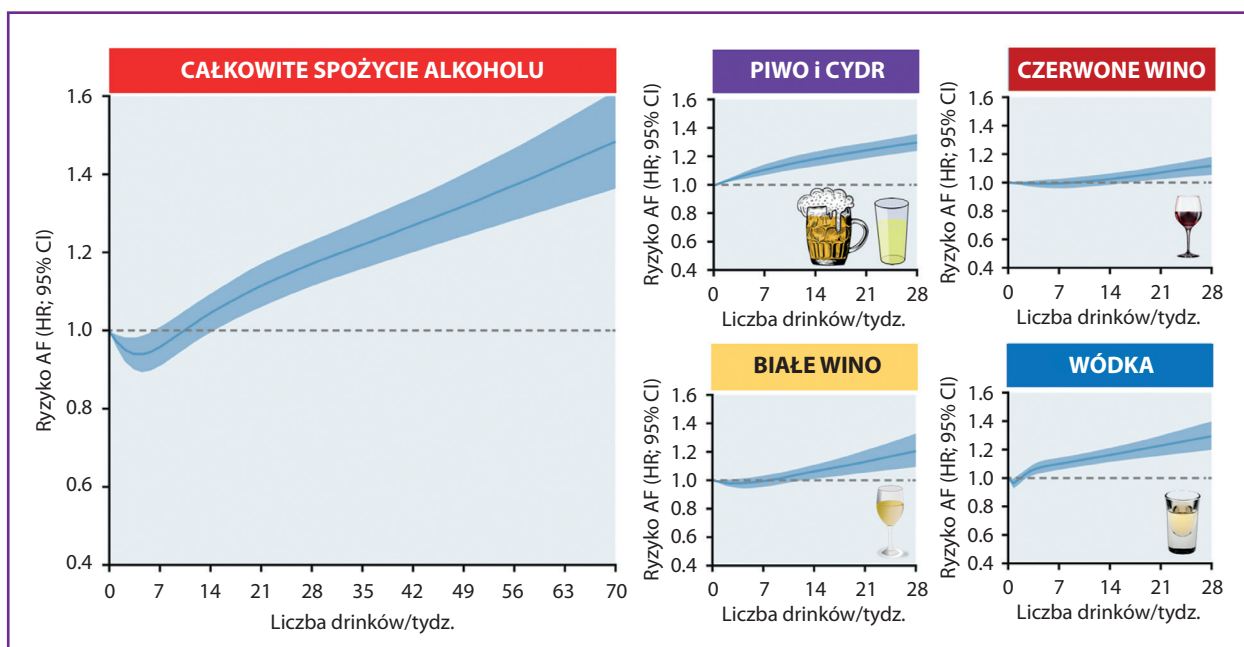 CAŁKOWITE SPOŻYCIE ALKOHOLU
Ryzyko AF (HR; 95% CI)
1.6
1.4
1.2
1.0
0.8
0.6
0.4
0 7 14 21 28 35 42 49 56 63 70
Liczba drinków/tydz.
PIWO i CYDR
Ryzyko AF (HR; 95% CI)
1.6
1.4
1.2
1.0
0.8
0.6
0.4
0 7 14 21 28
Liczba drinków/tydz.
CZERWONE WINO
Ryzyko AF (HR; 95% CI)
1.6
1.4
1.2
1.0
0.8
0.6
0.4
0 7 14 21 28
Liczba drinków/tydz.
BIAŁE WINO
Ryzyko AF (HR; 95% CI)
1.6
1.4
1.2
1.0
0.8
0.6
0.4
0 7 14 21 28
Liczba drinków/tydz.
WÓDKA
Ryzyko AF (HR; 95% CI)
1.6
1.4
1.2
1.0
0.8
0.6
0.4
0 7 14 21 28
Liczba drinków/tydz.